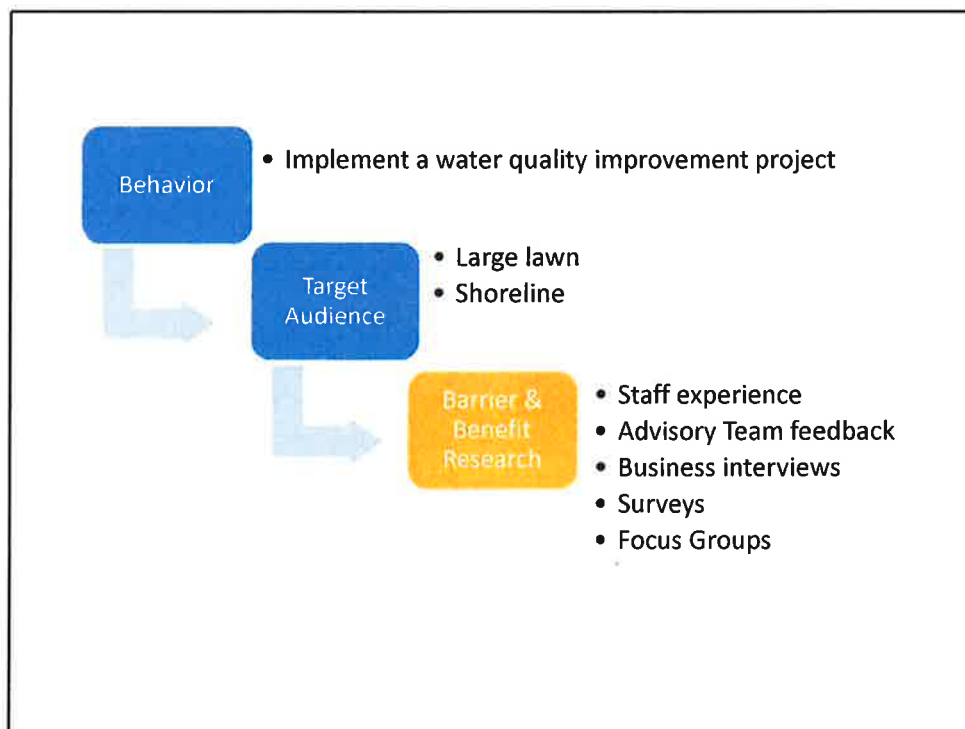 Behavior
• Implement a water quality improvement project
Target
Audience
• Large lawn
• Shoreline
Barrier &
Benefit
Research
• Staff experience
• Advisory Team feedback
• Business interviews
• Surveys
• Focus Groups